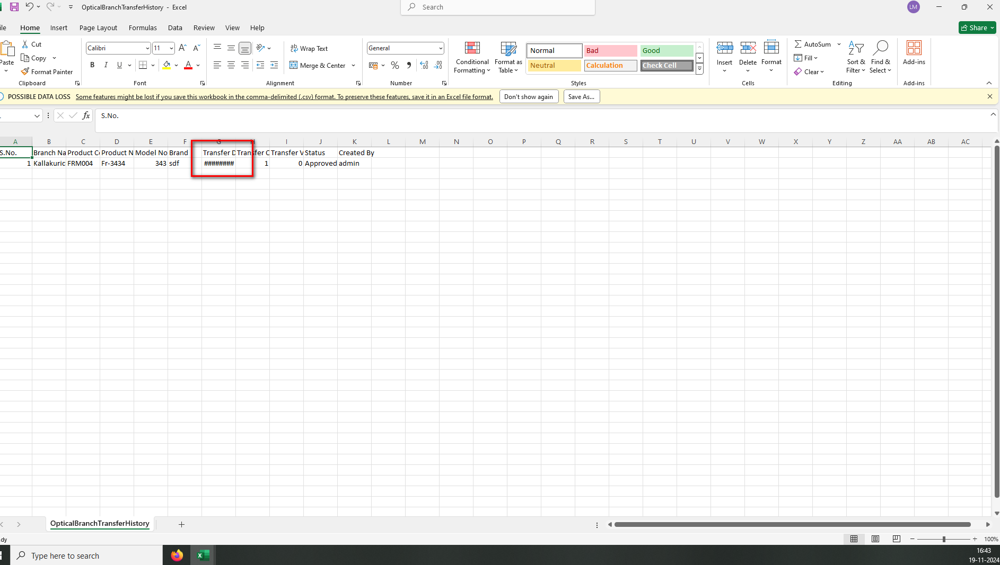 OpticalBranchTransferHistory - Excel
Search
LM
ile
Home
Insert
Page Layout
Formulas
Data
Review
View
Help
Share
Paste
Cut
Copy
Format Painter
Clipboard
Calibri
11
B I U
Font
Wrap Text
Merge & Center
Alignment
General
Number
Conditional
Formatting
Format as
Table
Normal
Bad
Good
Neutral
Calculation
Check Cell
Styles
Insert
Delete
Format
Cells
AutoSum
Fill
Clear
Sort &
Filter
Find &
Select
Editing
Add-ins
Add-ins
POSSIBLE DATA LOSS Some features might be lost if you save this workbook in the comma-delimited (.csv) format. To preserve these features, save it in an Excel file format. Don't show again Save As...
fx S.No.
A B C D E F G H I J K L M N O P Q R S T U V W X Y Z AA AB AC
S.No. Branch Na Product Co Product N Model No Brand Transfer D Transfer Q Transfer V Status Created By
1 Kallakuric FRM004 Fr-3434 343 sdf ######## 1 0 Approved admin
OpticalBranchTransferHistory
dy
100%
Type here to search
16:43
19-11-2024